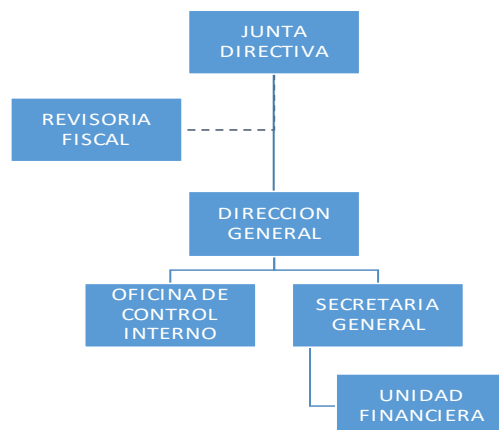 JUNTA
DIRECTIVA
REVISORIA
FISCAL
DIRECCION
GENERAL
OFICINA DE
CONTROL
INTERNO
SECRETARIA
GENERAL
UNIDAD
FINANCIERA